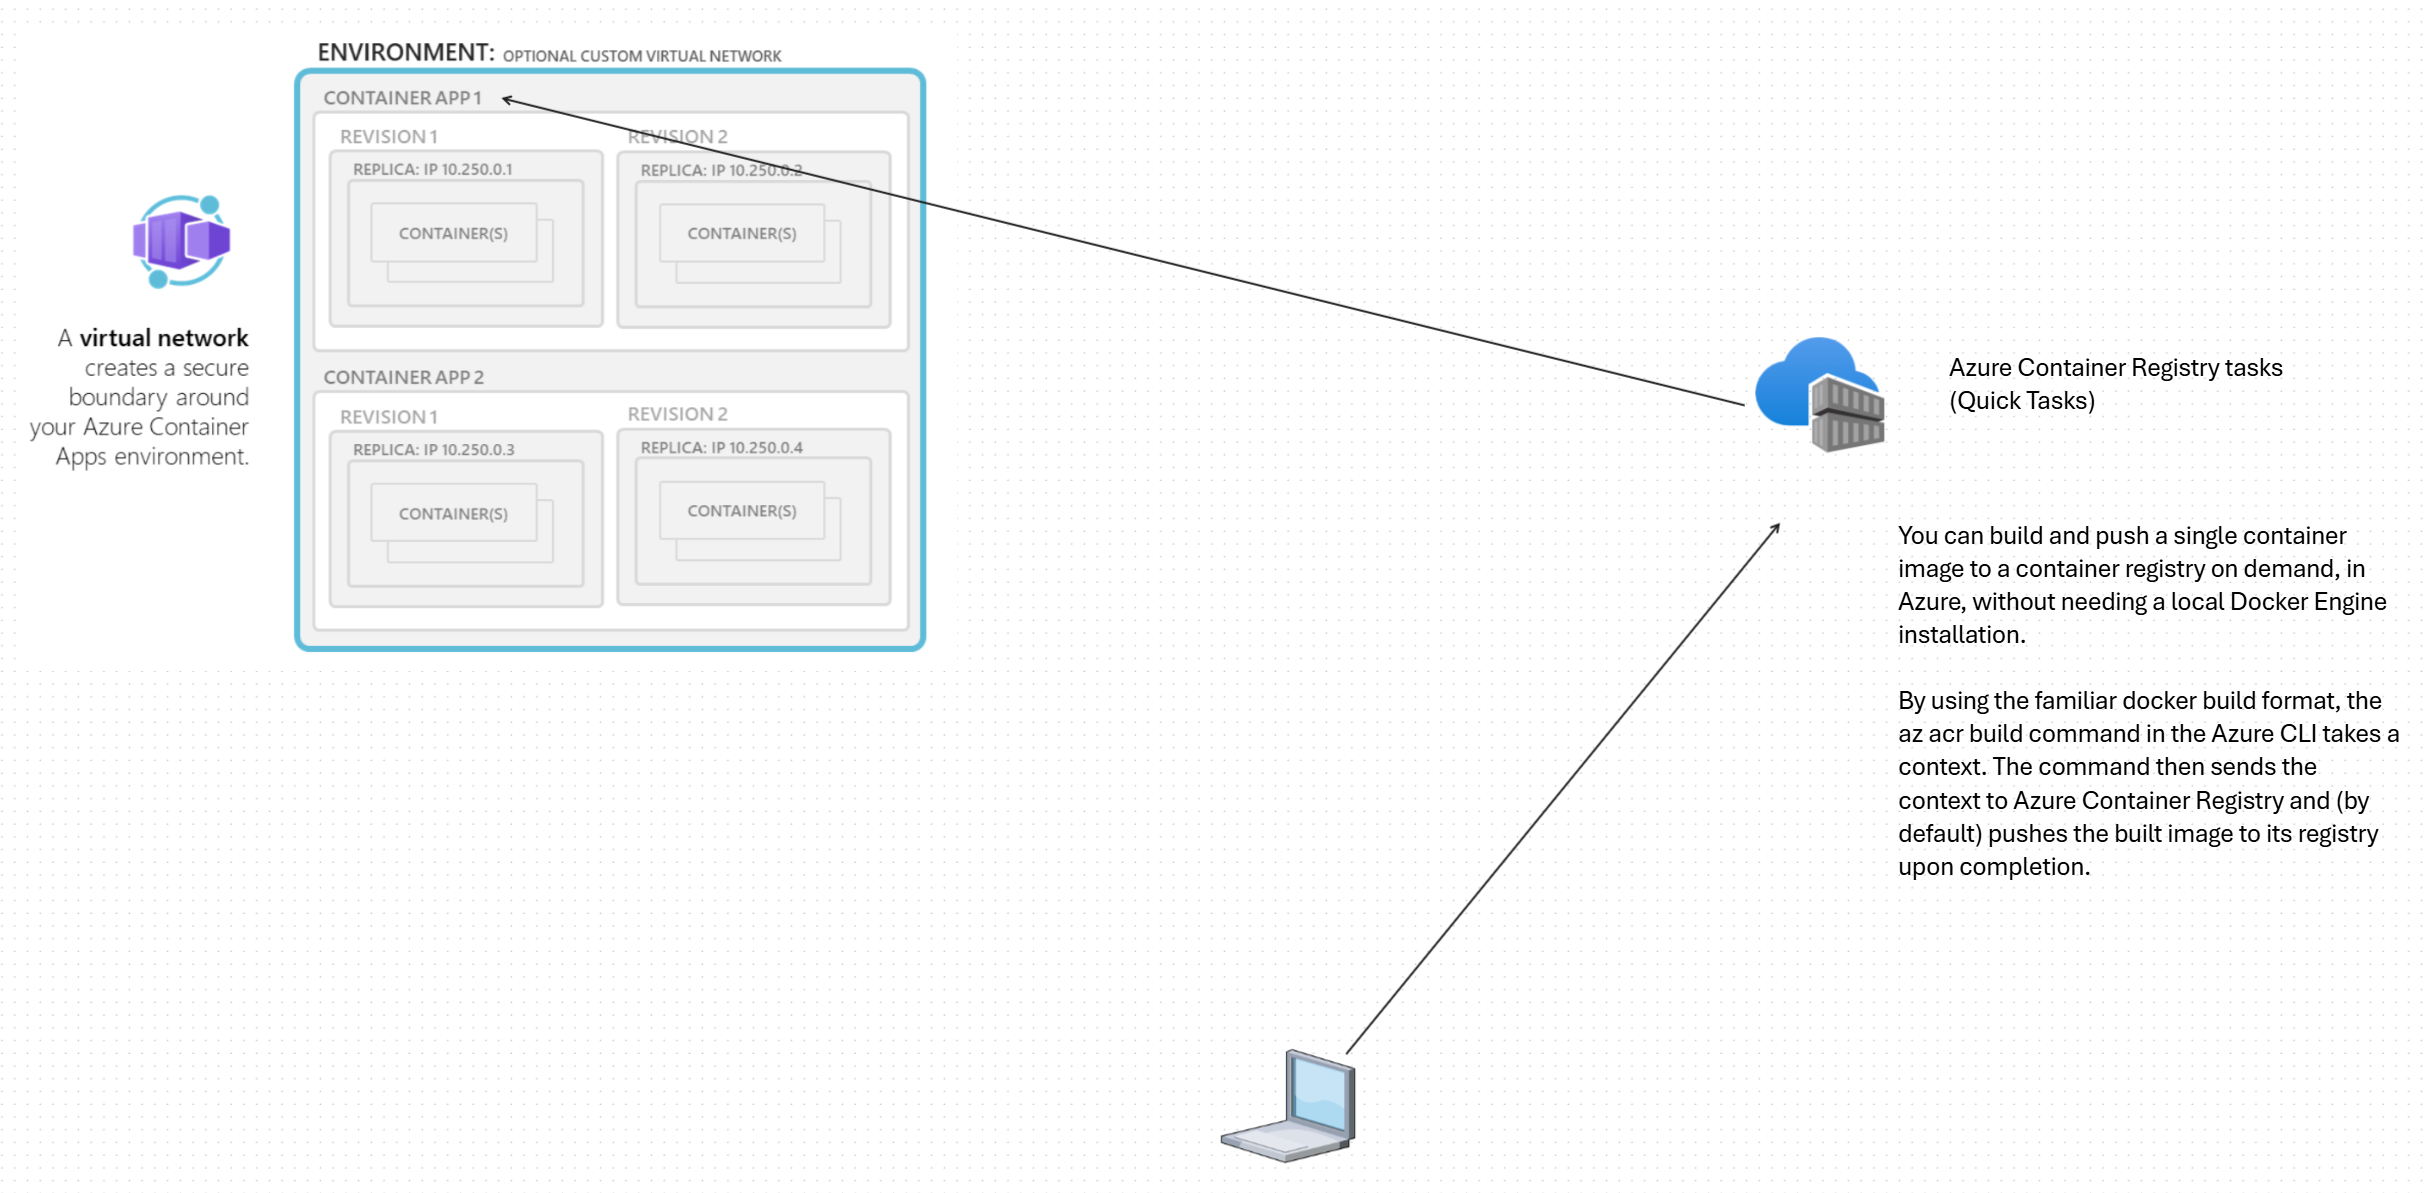 ENVIRONMENT: OPTIONAL CUSTOM VIRTUAL NETWORK
CONTAINER APP 1
REVISION 1
REVISION 2
REPLICA: IP 10.250.0.1
REPLICA: IP 10.250.0.2
CONTAINER(S)
CONTAINER(S)
A virtual network
creates a secure
boundary around
your Azure Container
Apps environment.
CONTAINER APP 2
REVISION 1
REVISION 2
REPLICA: IP 10.250.0.3
REPLICA: IP 10.250.0.4
CONTAINER(S)
CONTAINER(S)
Azure Container Registry tasks
(Quick Tasks)
You can build and push a single container
image to a container registry on demand, in
Azure, without needing a local Docker Engine
installation.
By using the familiar docker build format, the
az acr build command in the Azure CLI takes a
context. The command then sends the
context to Azure Container Registry and (by
default) pushes the built image to its registry
upon completion.